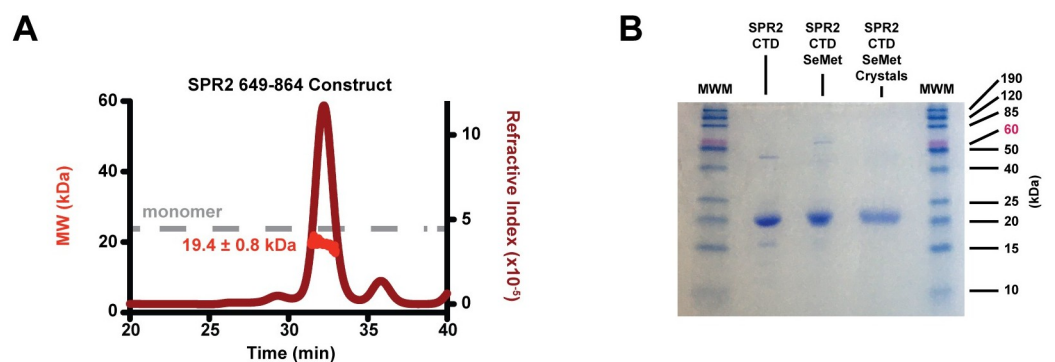 A
SPR2 649-864 Construct
60
40
20
0
MW (kDa)
monomer
19.4 ± 0.8 kDa
10
5
0
Refractive Index (x10-5)
20 25 30 35 40
Time (min)
B
SPR2
CTD
SPR2
CTD
SeMet
SPR2
CTD
SeMet
Crystals
MWM
MWM
190
120
85
60
50
40
25
20
15
10
(kDa)